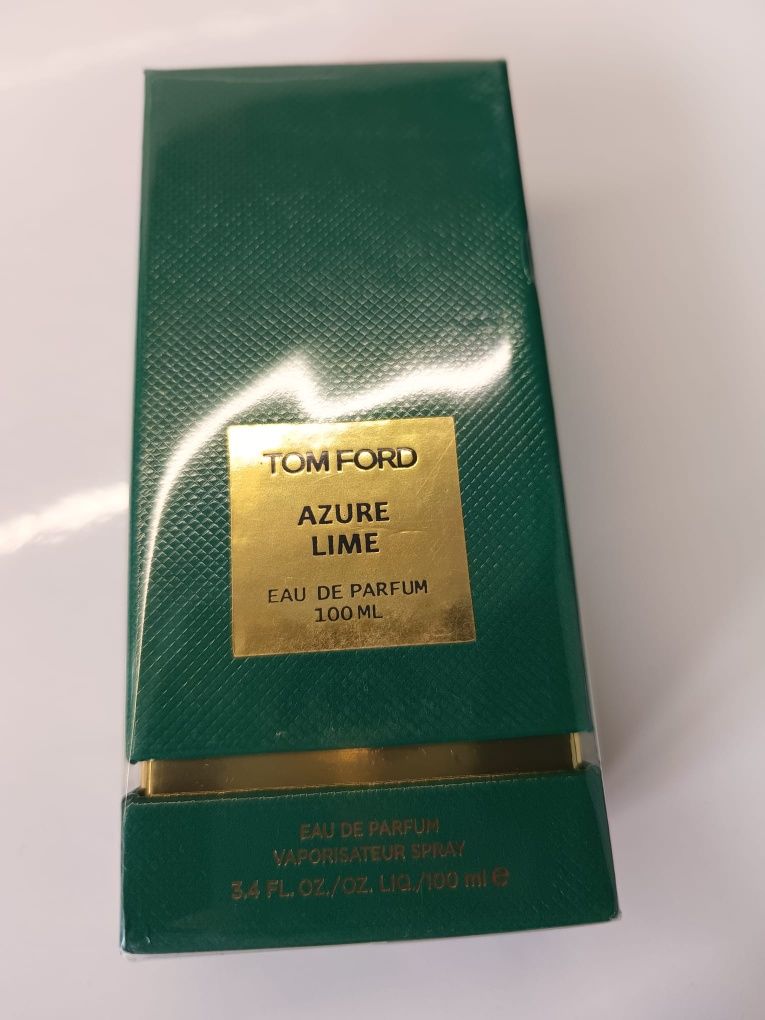 TOM FORD
AZURE
LIME
EAU DE PARFUM
100 ML
EAU DE PARFUM
VAPORISATEUR SPRAY
3.4 FL. OZ./OZ. LIQ./100 ml ℮